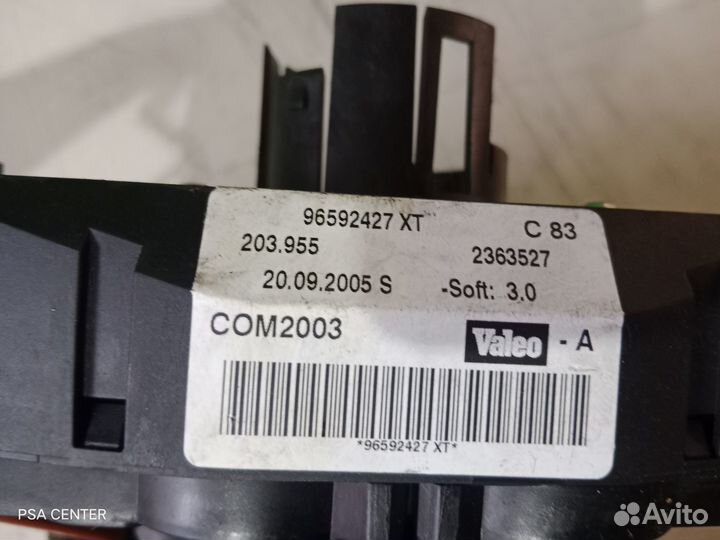 96592427 XT
C 83
203.955
2363527
20.09.2005 S
-Soft: 3.0
COM2003
Valeo - A
*96592427 XT*
PSA CENTER
Avito